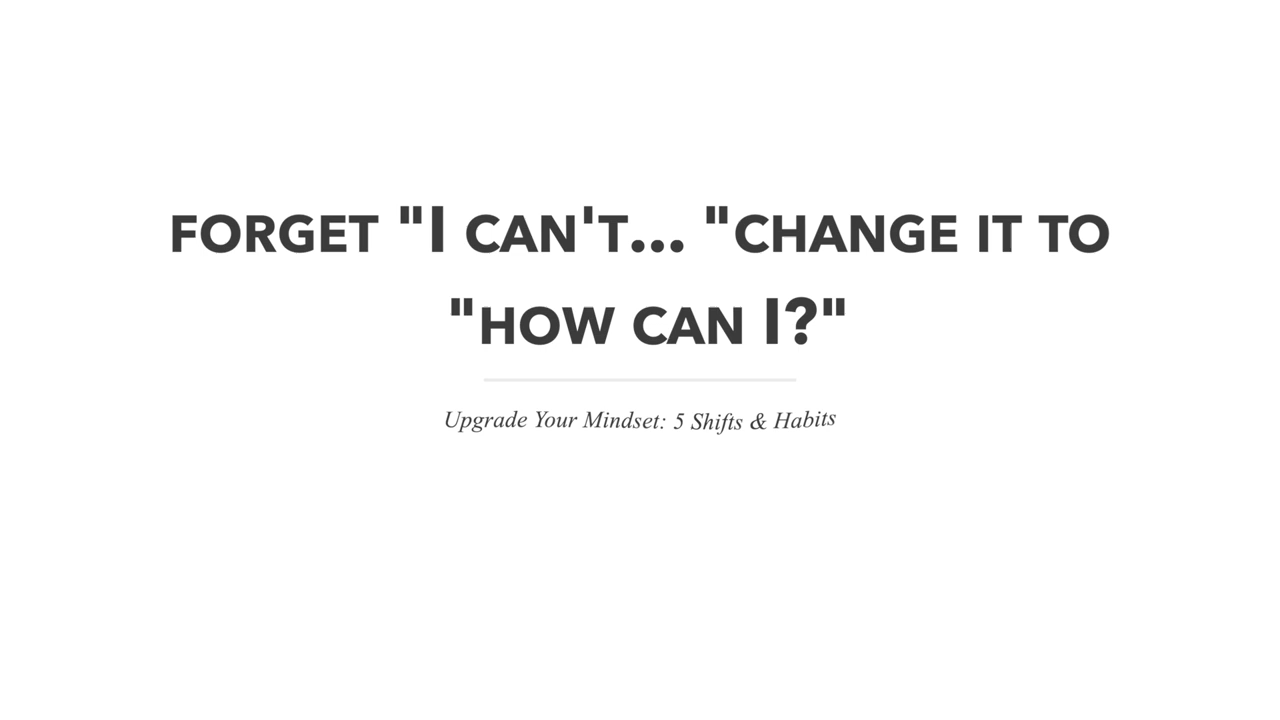 FORGET "I CAN'T... "CHANGE IT TO
"HOW CAN I?"
Upgrade Your Mindset: 5 Shifts & Habits